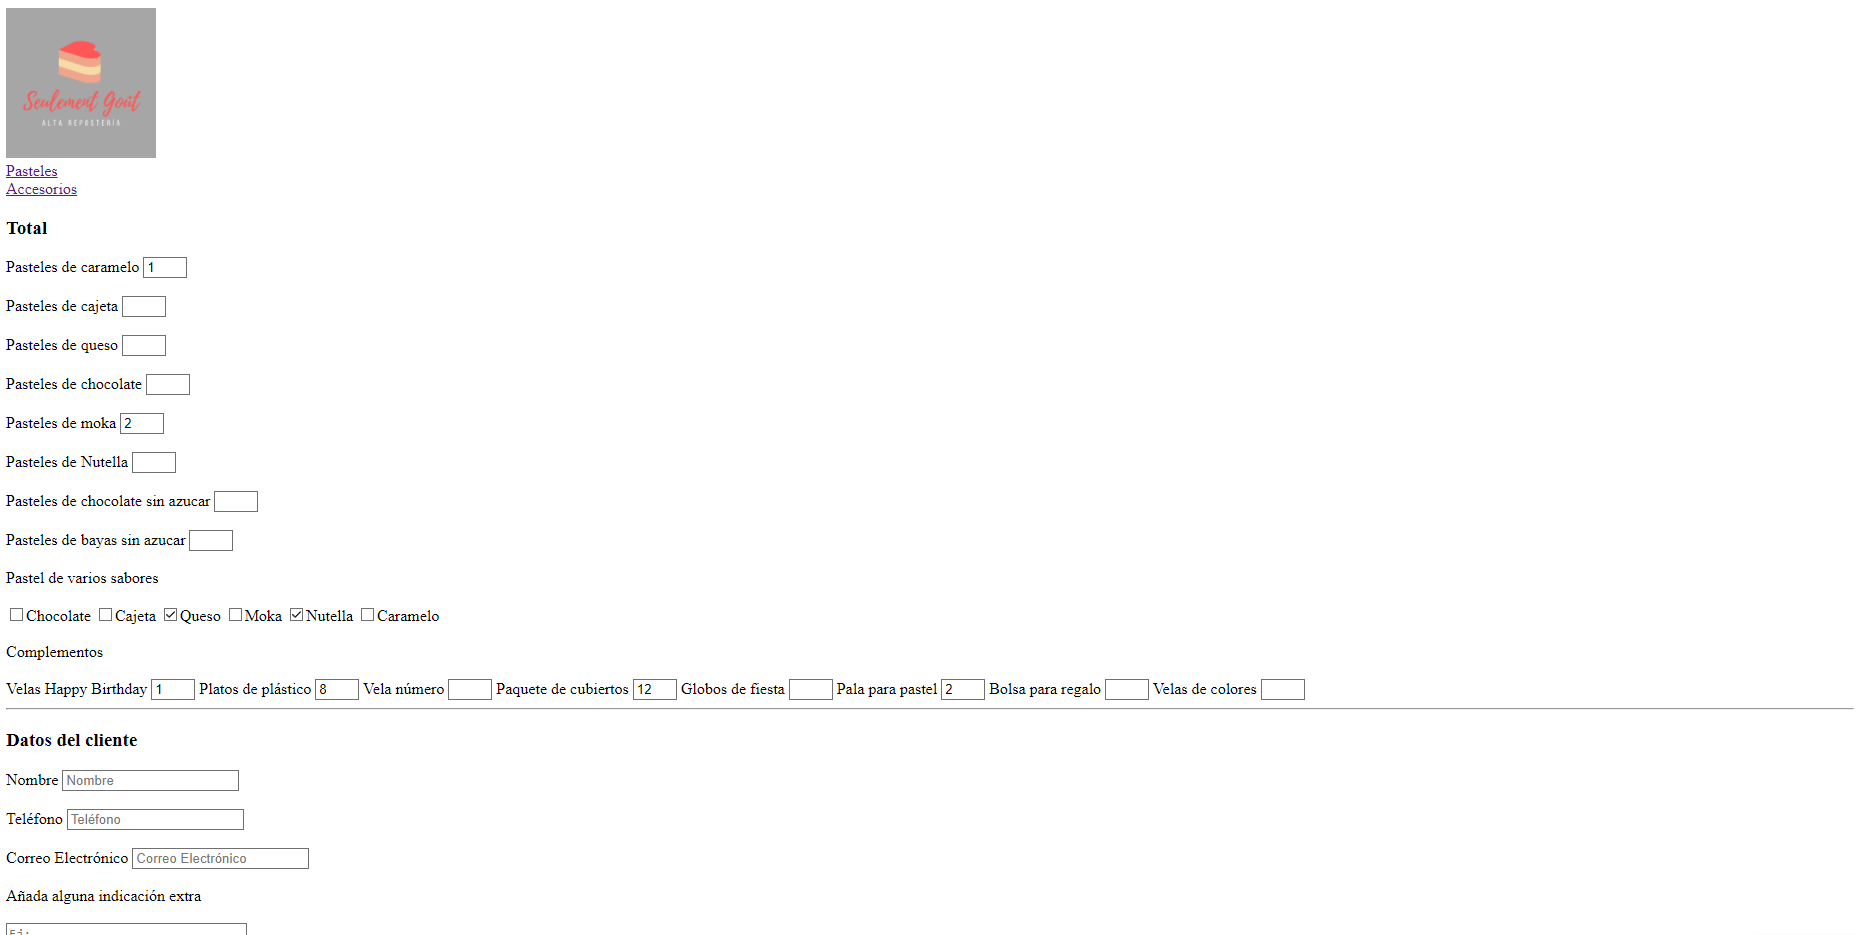 Seulement Goût
ALTA REPOSTERÍA
Pasteles
Accesorios
Total
Pasteles de caramelo 1
Pasteles de cajeta
Pasteles de queso
Pasteles de chocolate
Pasteles de moka 2
Pasteles de Nutella
Pasteles de chocolate sin azucar
Pasteles de bayas sin azucar
Pastel de varios sabores
Chocolate Cajeta Queso Moka Nutella Caramelo
Complementos
Velas Happy Birthday 1 Platos de plástico 8 Vela número Paquete de cubiertos 12 Globos de fiesta Pala para pastel 2 Bolsa para regalo Velas de colores
Datos del cliente
Nombre Nombre
Teléfono Teléfono
Correo Electrónico Correo Electrónico
Añada alguna indicación extra
Ej: